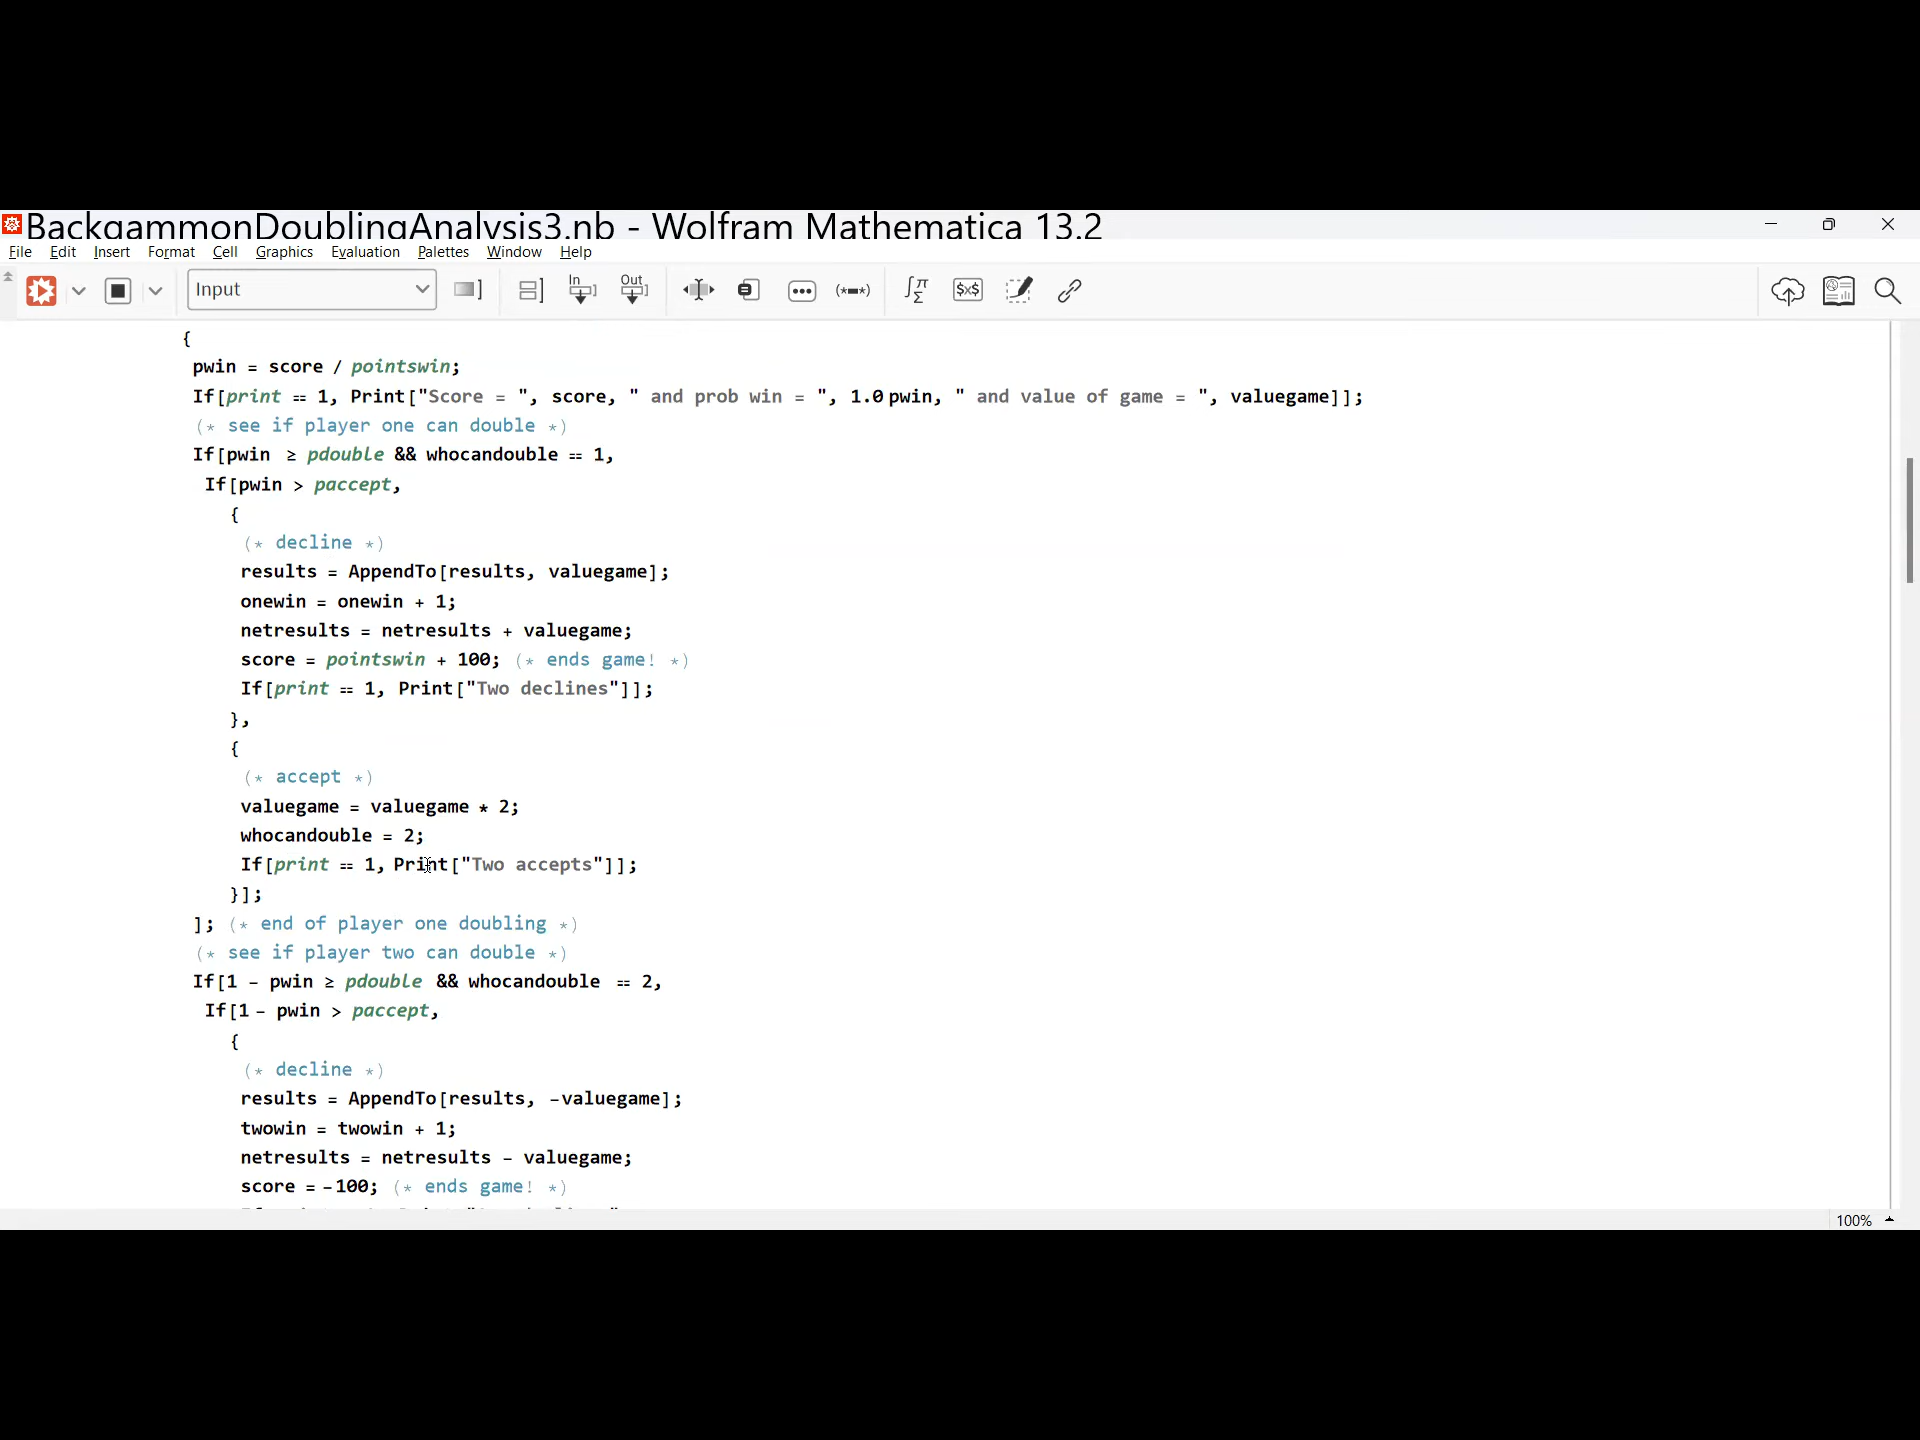 BackgammonDoublingAnalysis3.nb - Wolfram Mathematica 13.2
File Edit Insert Format Cell Graphics Evaluation Palettes Window Help
Input In Out (*▬*) ∫π Σ $x$
{
pwin = score / pointswin;
If[print == 1, Print["Score = ", score, " and prob win = ", 1.0 pwin, " and value of game = ", valuegame]];
(* see if player one can double *)
If[pwin ≥ pdouble && whocandouble == 1,
If[pwin > paccept,
{
(* decline *)
results = AppendTo[results, valuegame];
onewin = onewin + 1;
netresults = netresults + valuegame;
score = pointswin + 100; (* ends game! *)
If[print == 1, Print["Two declines"]];
},
{
(* accept *)
valuegame = valuegame * 2;
whocandouble = 2;
If[print == 1, Print["Two accepts"]];
}];
]; (* end of player one doubling *)
(* see if player two can double *)
If[1 - pwin ≥ pdouble && whocandouble == 2,
If[1 - pwin > paccept,
{
(* decline *)
results = AppendTo[results, -valuegame];
twowin = twowin + 1;
netresults = netresults - valuegame;
score = -100; (* ends game! *)
100%